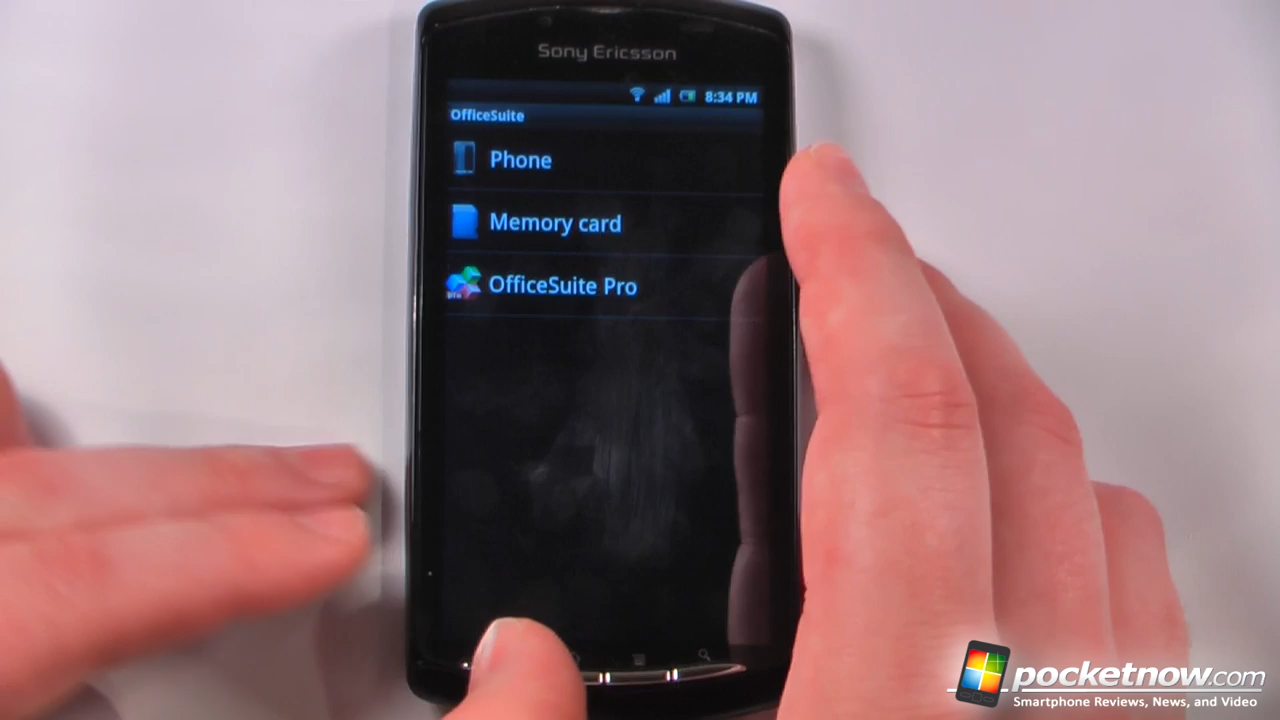 Sony Ericsson
8:34 PM
OfficeSuite
Phone
Memory card
OfficeSuite Pro
pocketnow.com
Smartphone Reviews, News, and Video